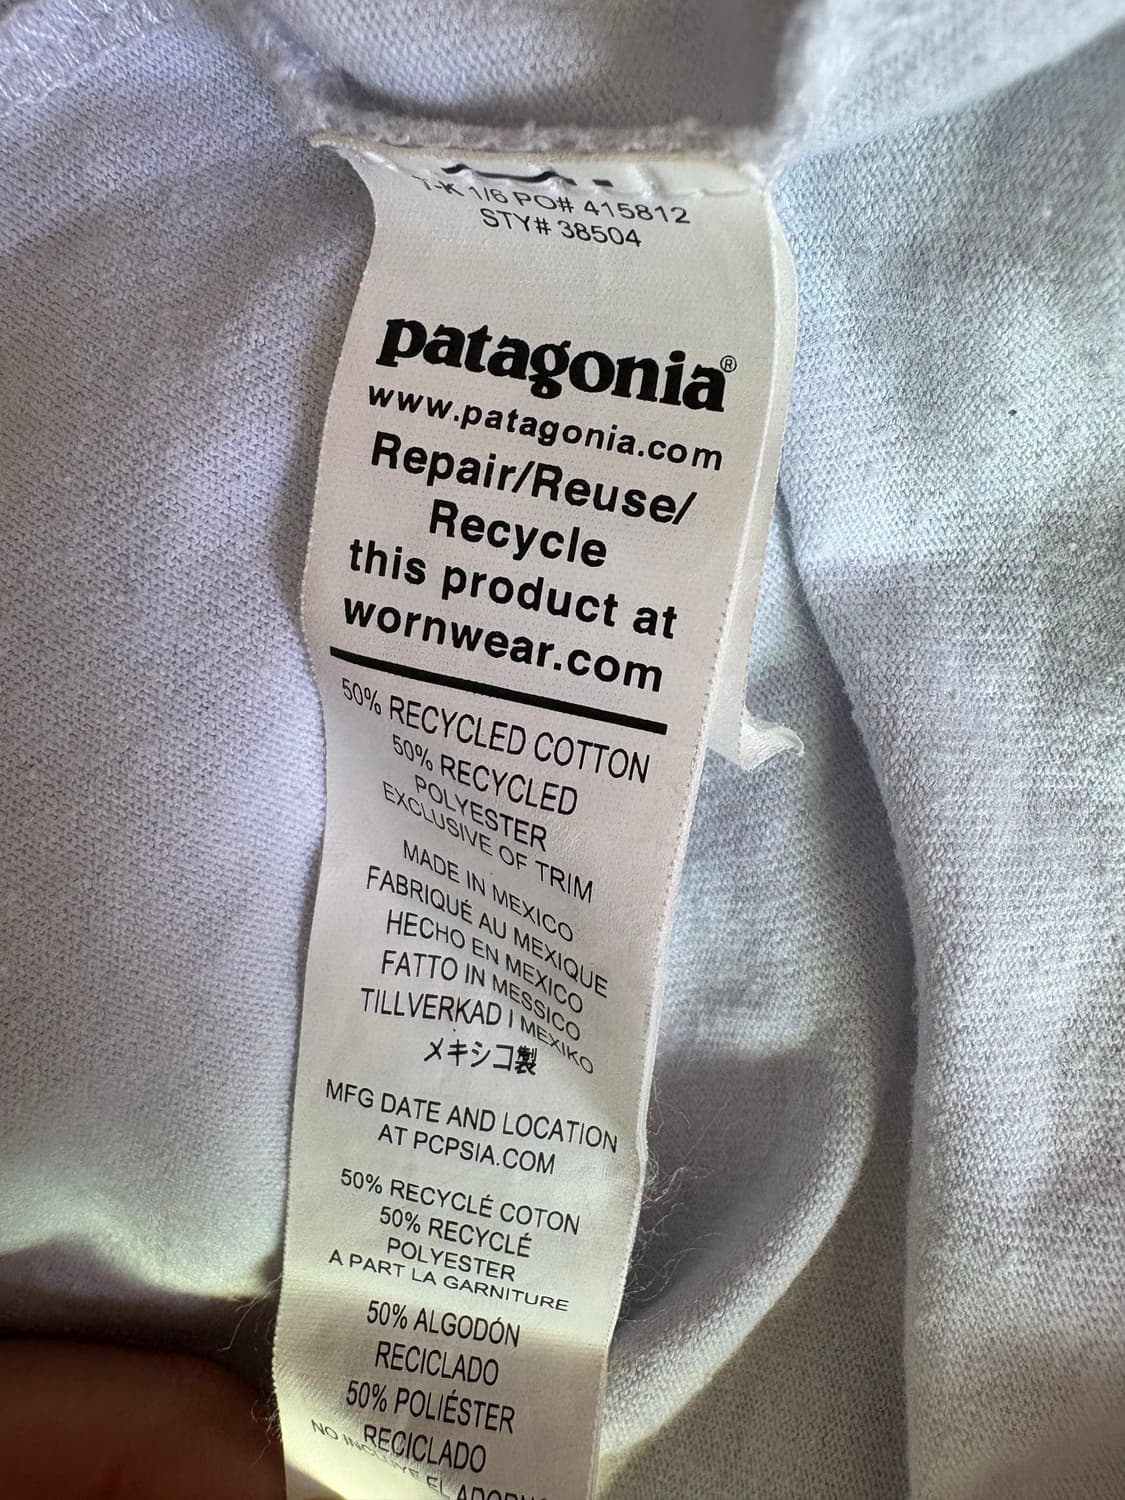 1/6 PO# 415812
STY# 38504
patagonia®
www.patagonia.com
Repair/Reuse/
Recycle
this product at
wornwear.com
50% RECYCLED COTTON
50% RECYCLED
POLYESTER
EXCLUSIVE OF TRIM
MADE IN MEXICO
FABRIQUÉ AU MEXIQUE
HECHO EN MEXICO
FATTO IN MESSICO
TILLVERKAD I MEXIKO
メキシコ製
MFG DATE AND LOCATION
AT PCPSIA.COM
50% RECYCLÉ COTON
50% RECYCLÉ
POLYESTER
A PART LA GARNITURE
50% ALGODÓN
RECICLADO
50% POLIÉSTER
RECICLADO
NO INCLUYE EL